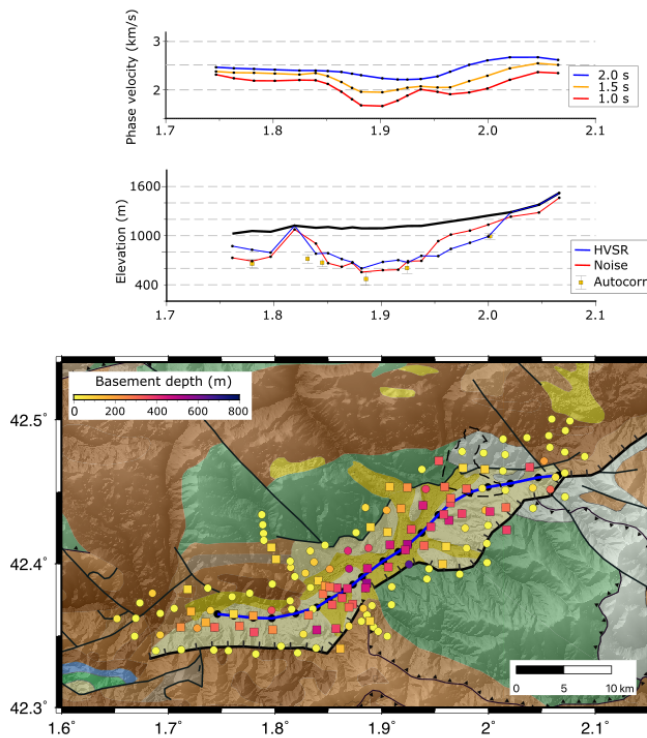 3
2
Phase velocity (km/s)
2.0 s
1.5 s
1.0 s
1.7 1.8 1.9 2.0 2.1
1600
1000
400
Elevation (m)
HVSR
Noise
Autocorr
1.7 1.8 1.9 2.0 2.1
Basement depth (m)
0 200 400 600 800
42.5°
42.4°
42.3°
0 5 10 km
1.6° 1.7° 1.8° 1.9° 2° 2.1°